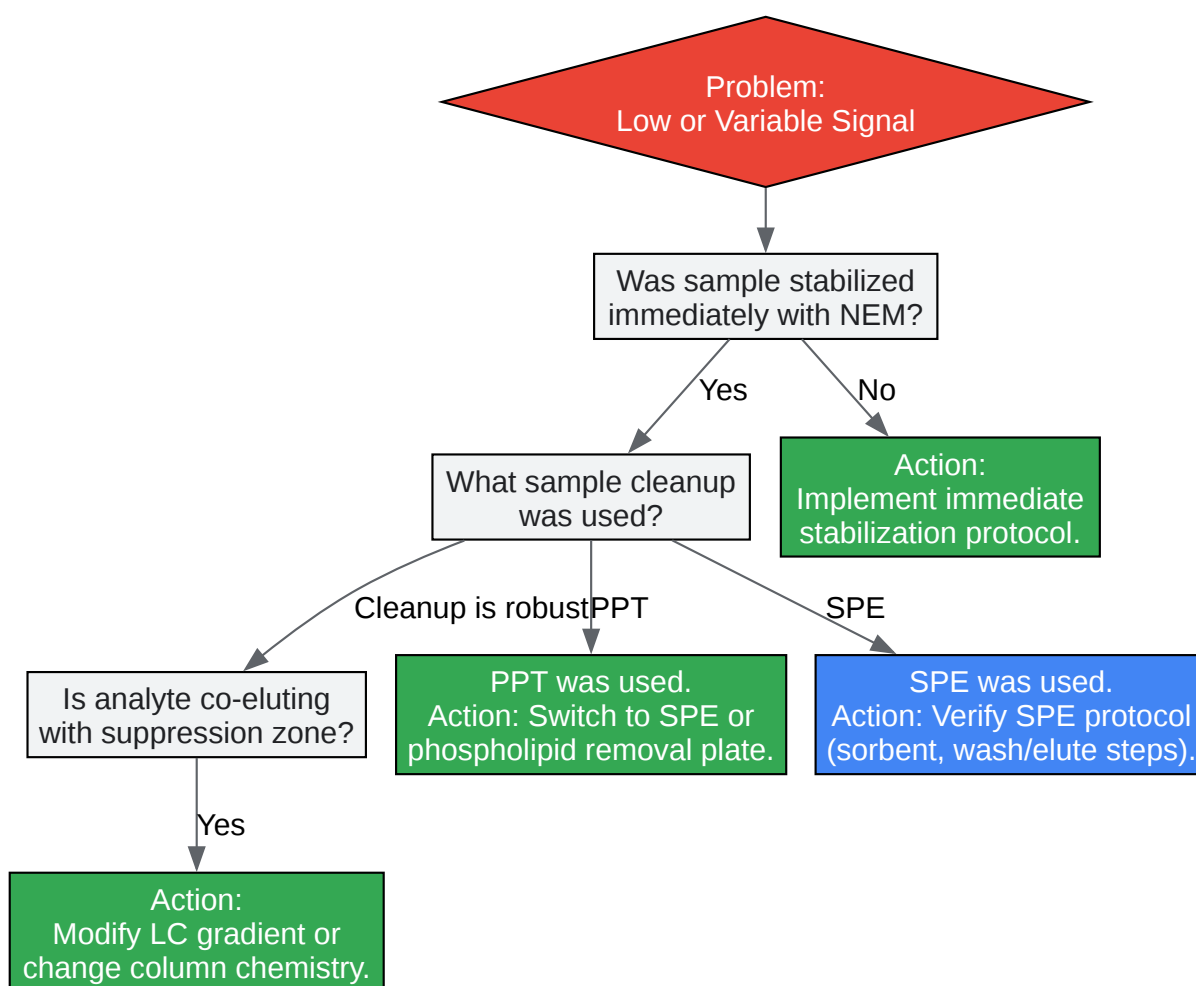 Problem:
Low or Variable Signal
Was sample stabilized
immediately with NEM?
Yes
No
What sample cleanup
was used?
Action:
Implement immediate
stabilization protocol.
Cleanup is robust
PPT
SPE
Is analyte co-eluting
with suppression zone?
PPT was used.
Action: Switch to SPE or
phospholipid removal plate.
SPE was used.
Action: Verify SPE protocol
(sorbent, wash/elute steps).
Yes
Action:
Modify LC gradient or
change column chemistry.